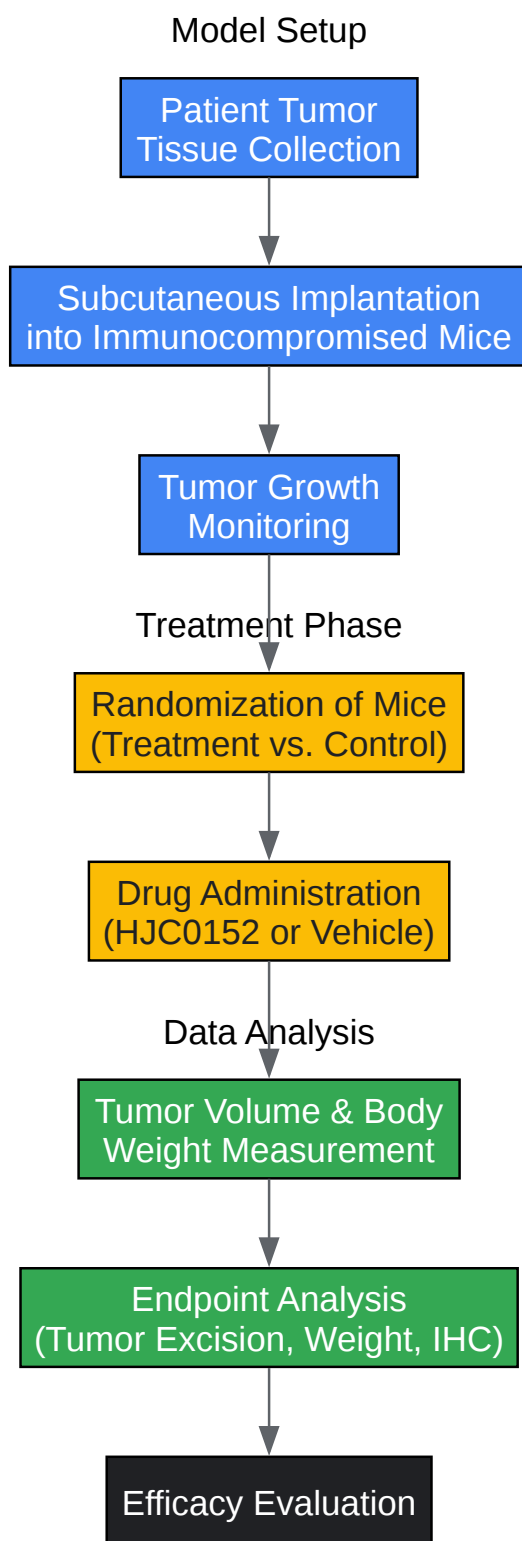 Model Setup
Patient Tumor
Tissue Collection
Subcutaneous Implantation
into Immunocompromised Mice
Tumor Growth
Monitoring
Treatment Phase
Randomization of Mice
(Treatment vs. Control)
Drug Administration
(HJC0152 or Vehicle)
Data Analysis
Tumor Volume & Body
Weight Measurement
Endpoint Analysis
(Tumor Excision, Weight, IHC)
Efficacy Evaluation